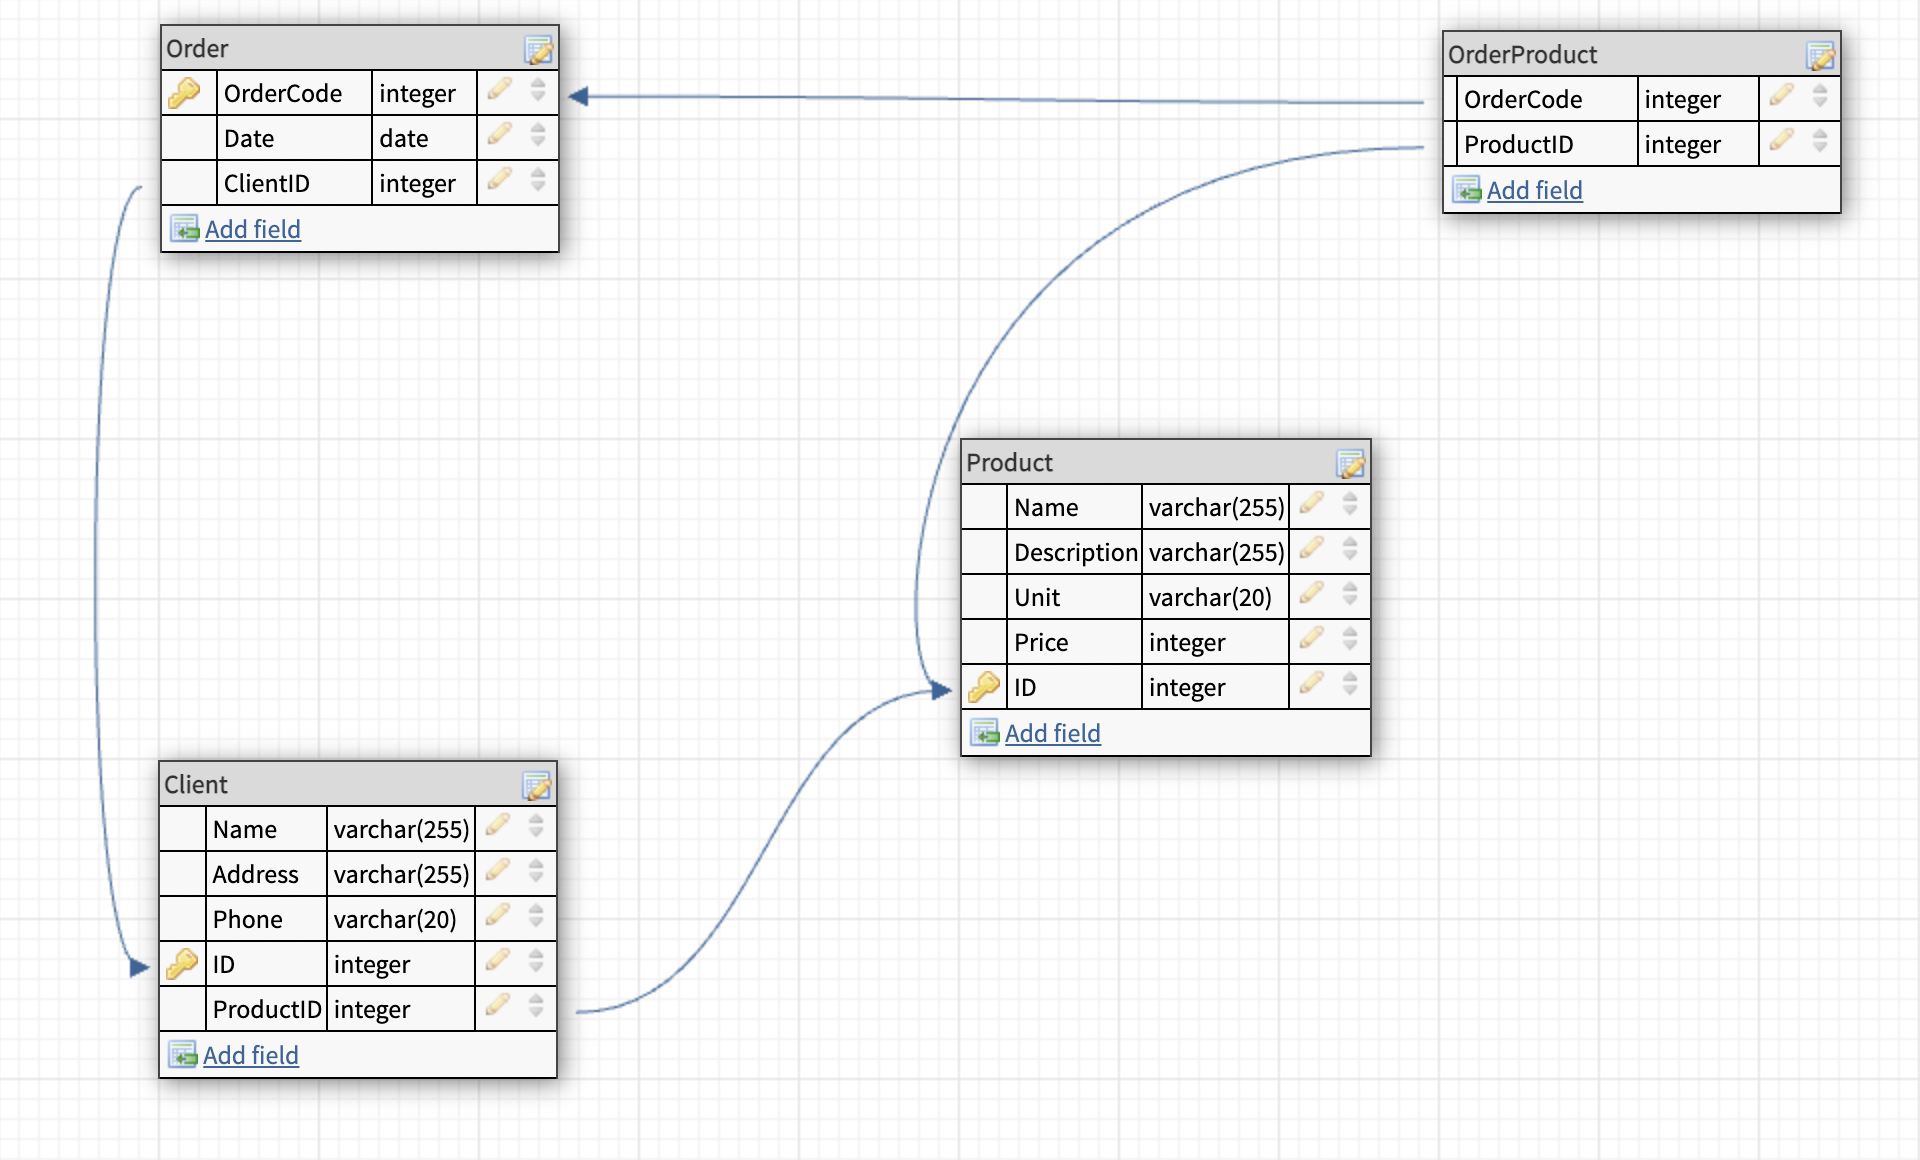 Order
OrderCode integer
Date date
ClientID integer
Add field
OrderProduct
OrderCode integer
ProductID integer
Add field
Product
Name varchar(255)
Description varchar(255)
Unit varchar(20)
Price integer
ID integer
Add field
Client
Name varchar(255)
Address varchar(255)
Phone varchar(20)
ID integer
ProductID integer
Add field